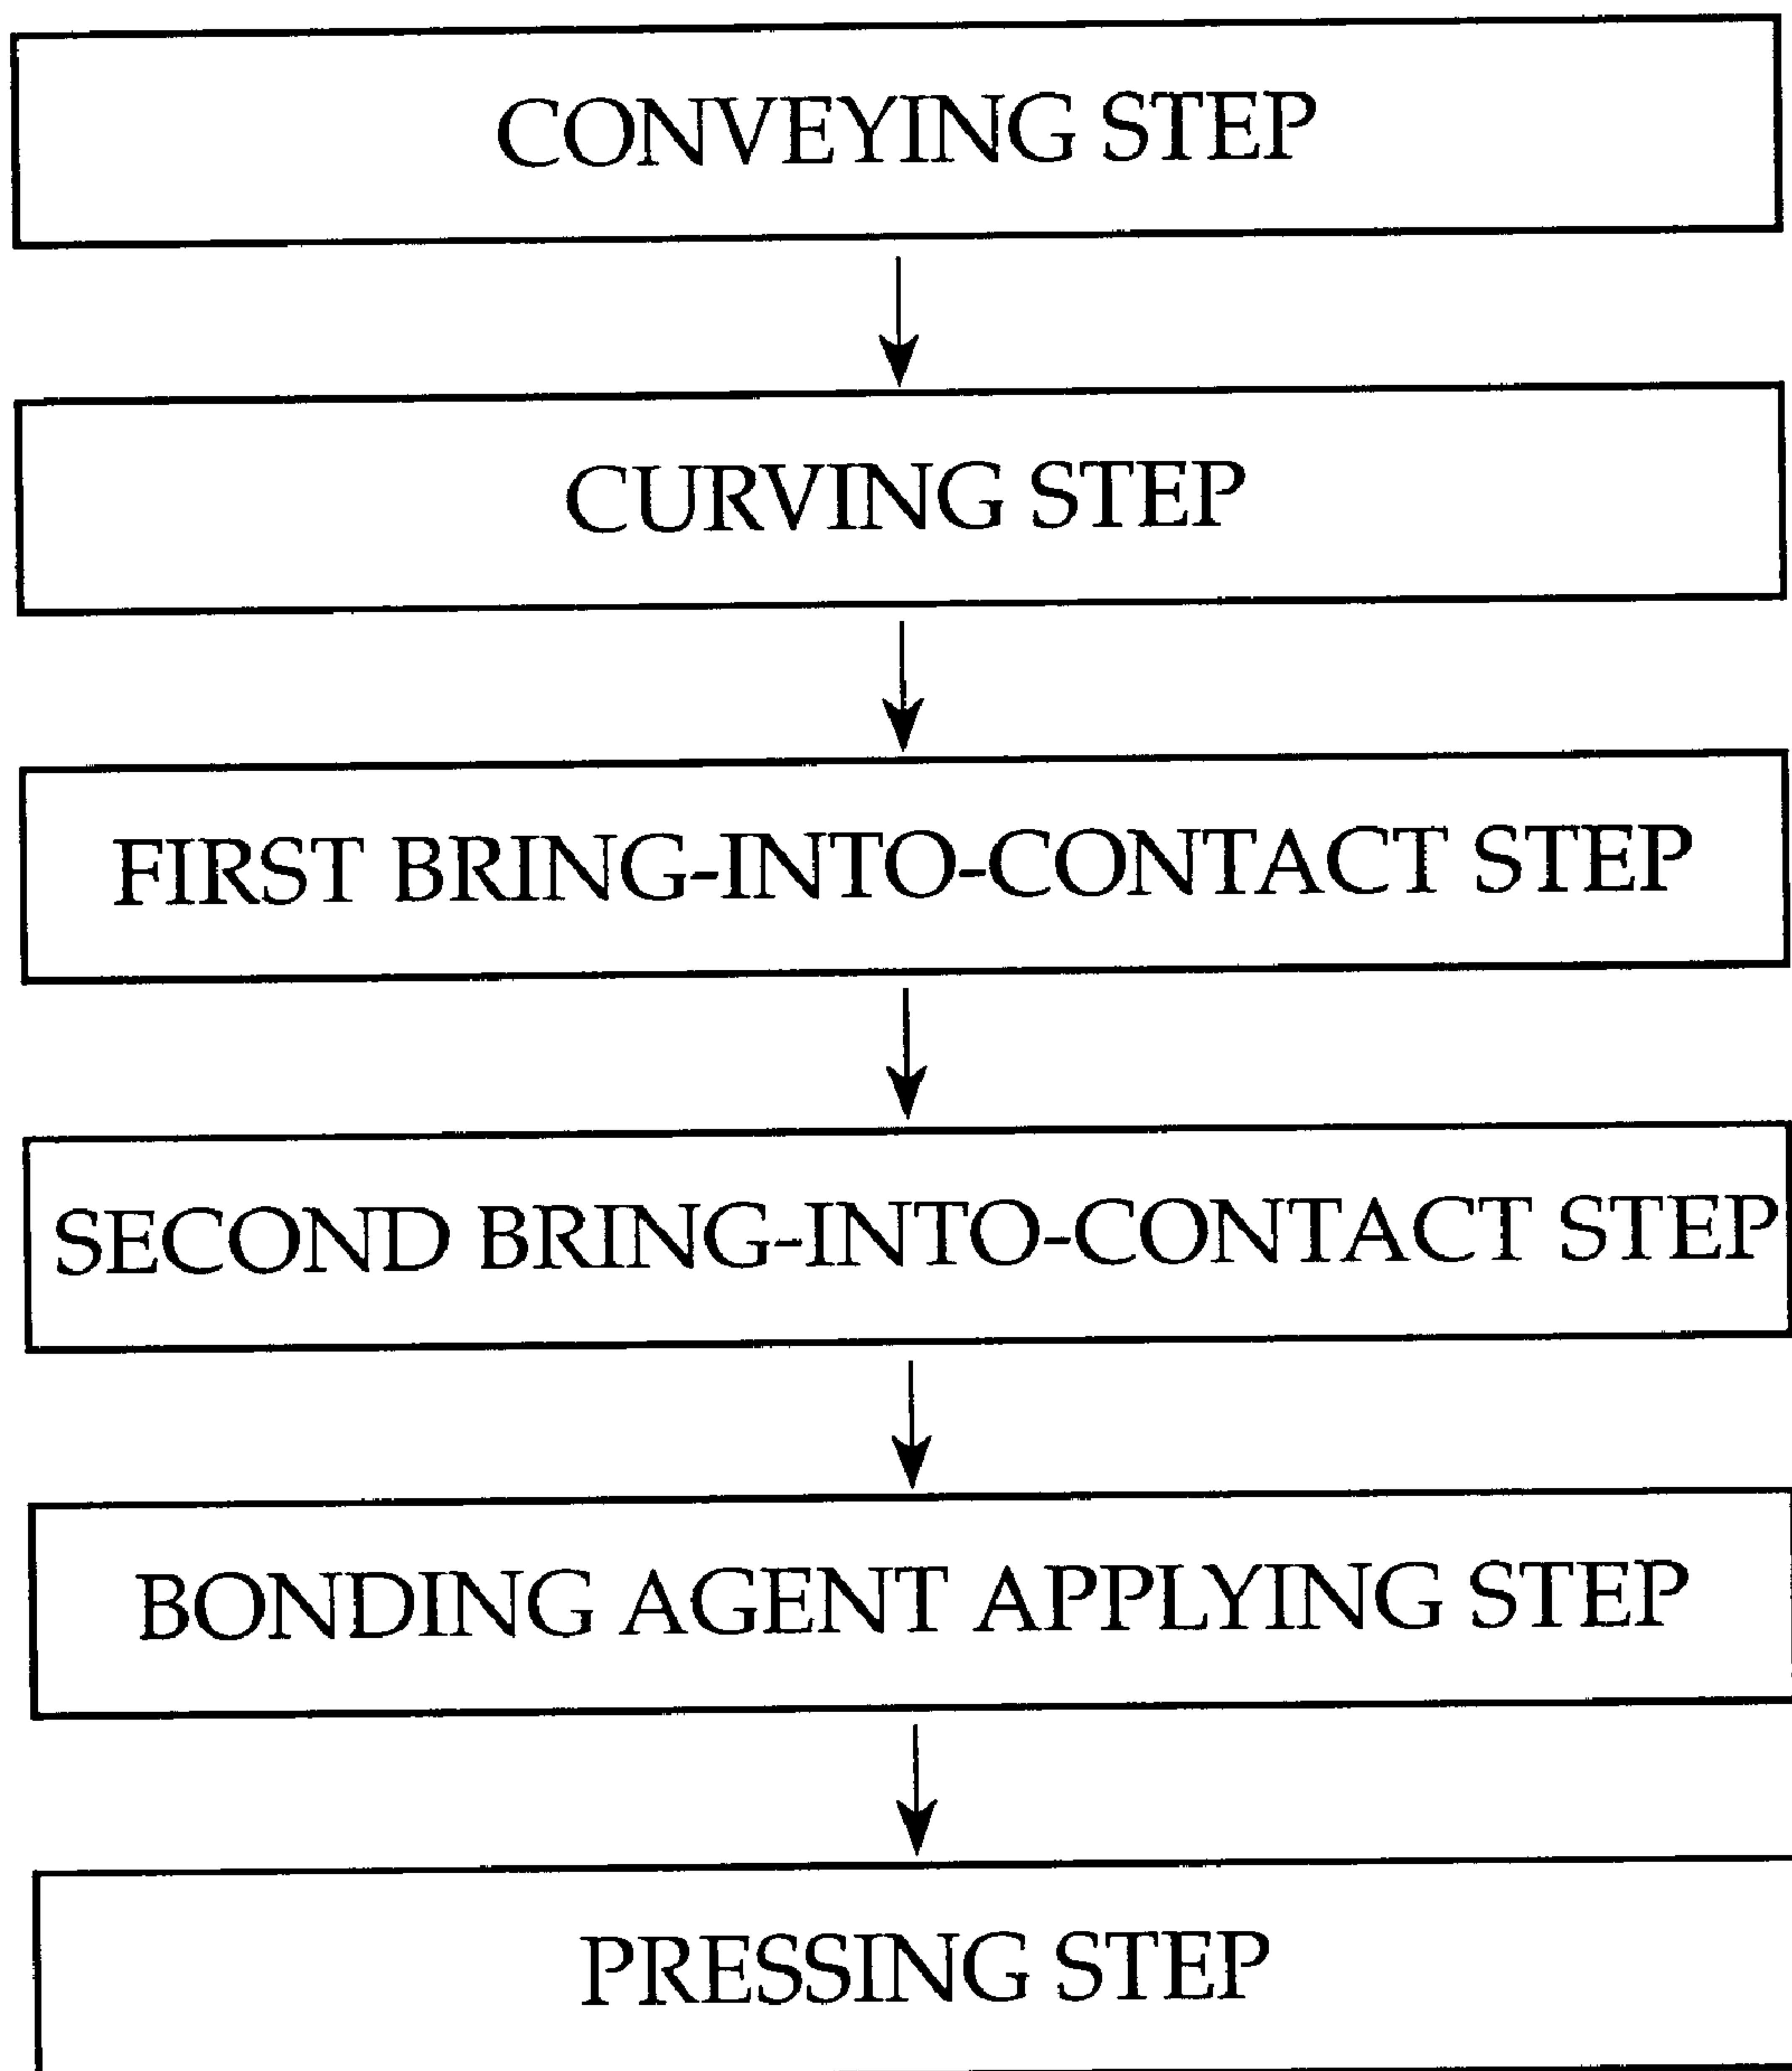 CONVEYING STEP
CURVING STEP
FIRST BRING-INTO-CONTACT STEP
SECOND BRING-INTO-CONTACT STEP
BONDING AGENT APPLYING STEP
PRESSING STEP